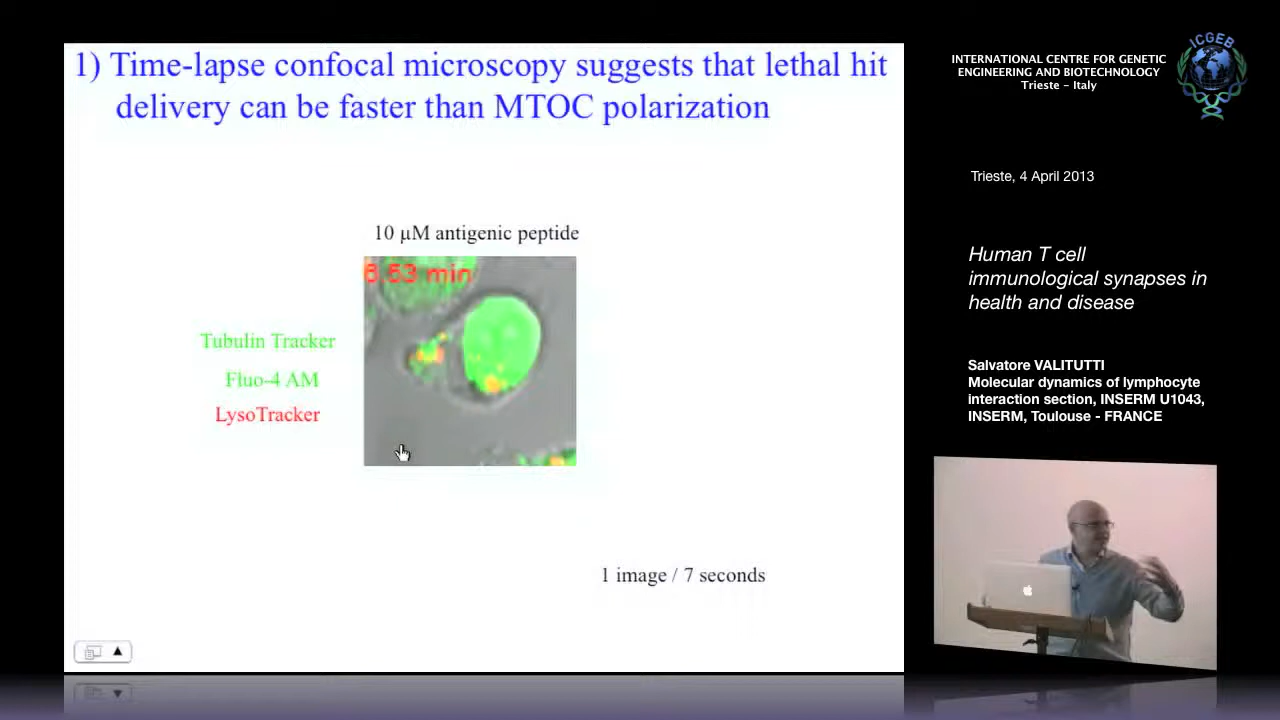 1) Time-lapse confocal microscopy suggests that lethal hit
delivery can be faster than MTOC polarization
10 µM antigenic peptide
6.53 min
Tubulin Tracker
Fluo-4 AM
LysoTracker
1 image / 7 seconds
INTERNATIONAL CENTRE FOR GENETIC
ENGINEERING AND BIOTECHNOLOGY
Trieste - Italy
ICGEB
Trieste, 4 April 2013
Human T cell
immunological synapses in
health and disease
Salvatore VALITUTTI
Molecular dynamics of lymphocyte
interaction section, INSERM U1043,
INSERM, Toulouse - FRANCE